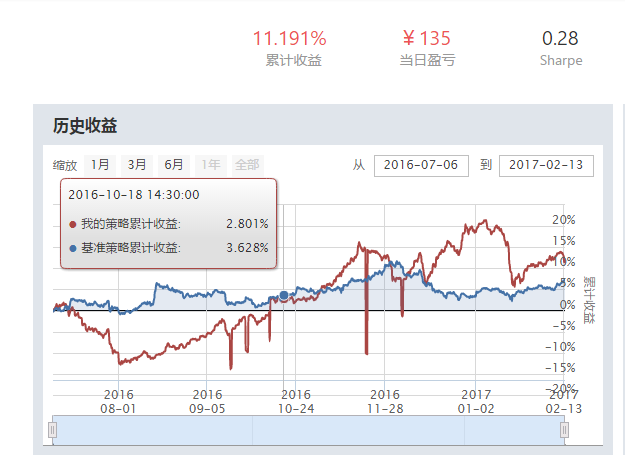 11.191% ￥135 0.28
累计收益 当日盈亏 Sharpe
历史收益
缩放 1月 3月 6月 1年 全部 从 2016-07-06 到 2017-02-13
2016-10-18 14:30:00
● 我的策略累计收益: 2.801%
● 基准策略累计收益: 3.628%
20%
15%
10%
5%
0%
-5%
-10%
-15%
-20%
累计收益
2016 2016 2016 2016 2017 2017
08-01 09-05 10-24 11-28 01-02 02-13